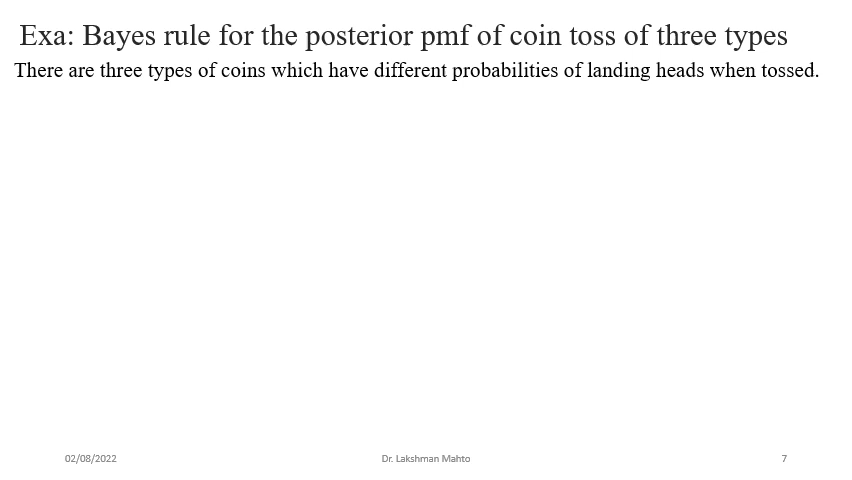 Exa: Bayes rule for the posterior pmf of coin toss of three types
There are three types of coins which have different probabilities of landing heads when tossed.
02/08/2022
Dr. Lakshman Mahto
7